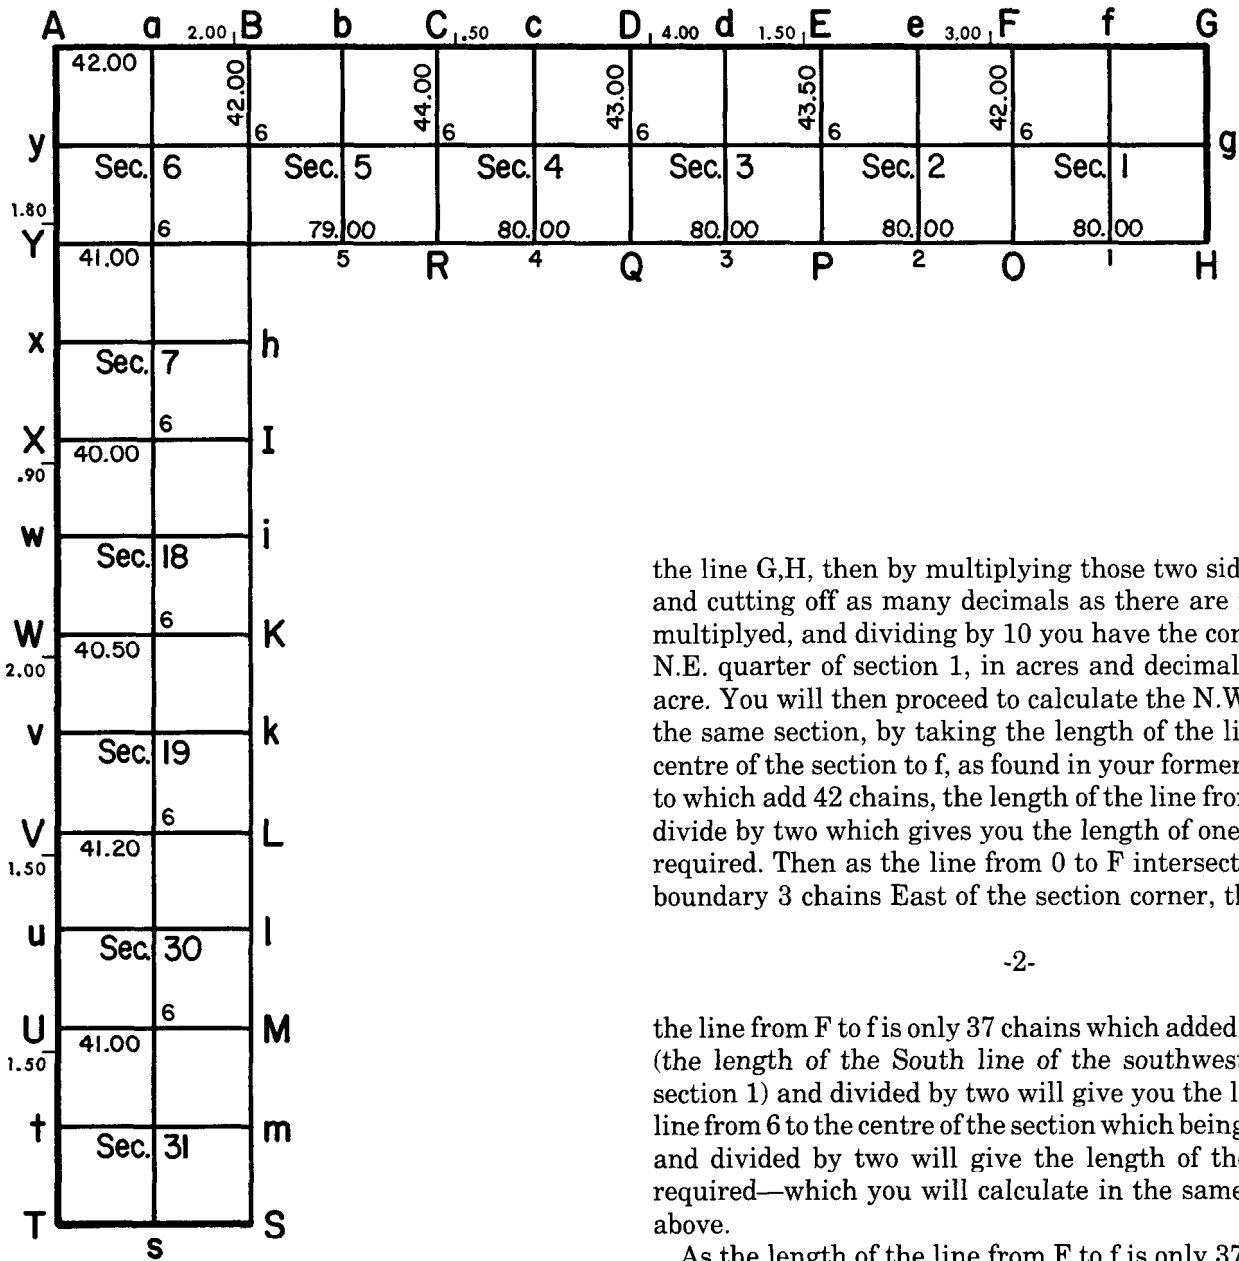 A a 2.00 B b C .50 c D 4.00 d 1.50 E e 3.00 F f G
42.00 42.00 44.00 43.00 43.50 42.00
6 6 6 6 6
y g
Sec. 6 Sec. 5 Sec. 4 Sec. 3 Sec. 2 Sec. 1
1.80 6 79.00 80.00 80.00 80.00 80.00
Y 41.00 5 R 4 Q 3 P 2 O 1 H
x h
Sec. 7
6
X 40.00 I
.90
w i
Sec. 18
6
W 40.50 K
2.00
v k
Sec. 19
6
V 41.20 L
1.50
u l
Sec. 30
6
U 41.00 M
1.50
t m
Sec. 31
T S
s
the line G,H, then by multiplying those two sid
and cutting off as many decimals as there are
multiplyed, and dividing by 10 you have the cor
N.E. quarter of section 1, in acres and decimal
acre. You will then proceed to calculate the N.W
the same section, by taking the length of the li
centre of the section to f, as found in your former
to which add 42 chains, the length of the line fro
divide by two which gives you the length of one
required. Then as the line from 0 to F intersect
boundary 3 chains East of the section corner, t
-2-
the line from F to f is only 37 chains which added
(the length of the South line of the southwes
section 1) and divided by two will give you the l
line from 6 to the centre of the section which being
and divided by two will give the length of th
required—which you will calculate in the same
above.
As the length of the line from F to f is only 37